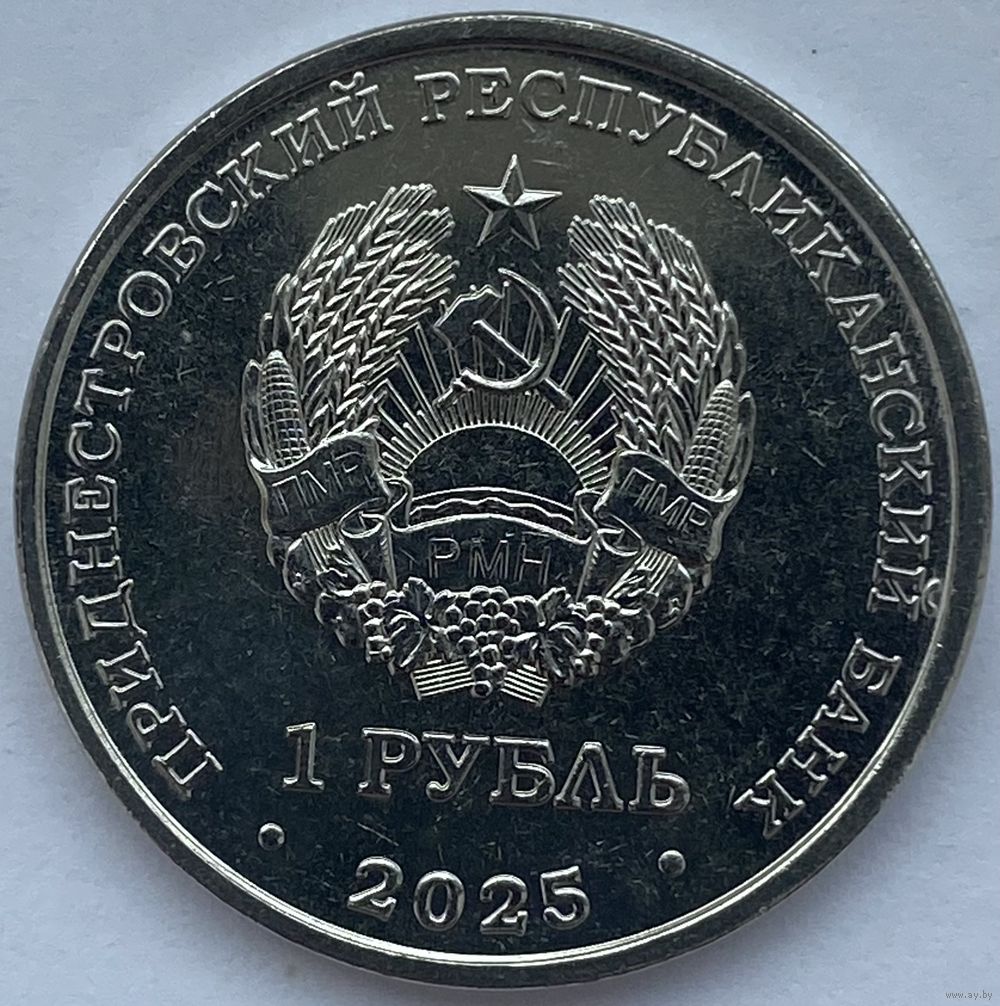 ПРИДНЕСТРОВСКИЙ РЕСПУБЛИКАНСКИЙ БАНК
ПМР
ПМР
РМН
1 РУБЛЬ
• 2025 •
www.ay.by